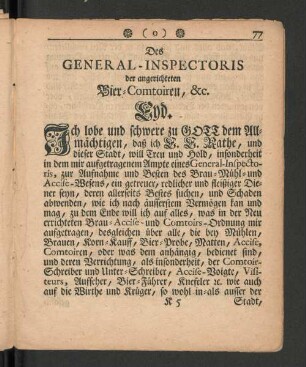 ❋ ( o ) ❋ 77
Des
GENERAL-INSPECTORIS
der angerichteten
Bier-Comtoiren, &c.
Eyd.
Ich lobe und schwere zu GOTT dem All-
mächtigen, daß ich E. E. Rathe, und
dieser Stadt, will Treu und Hold, insonderheit
in dem mir aufgetragenem Ampte eines General-Inspecto-
ris, zur Aufnahme und Besten des Brau-Mühl-und
Accise-Wesens, ein getreuer, redlicher und fleißiger Die-
ner seyn, deren allerseits Bestes suchen, und Schaden
abwenden, wie ich nach äusserstem Vermögen kan und
mag, zu dem Ende will ich auf alles, was in der Neu
errichteten Brau-Accise-und Comtoirs-Ordnung mir
aufgetragen, desgleichen über alle, die bey Mühlen,
Brauen, Korn-Kauff, Bier-Probe, Matten, Accise,
Comtoiren, oder was dem anhängig, bedienet sind,
und deren Verrichtung, als insonderheit, der Comtoir-
Schreiber und Unter-Schreiber, Accise-Voigte, Visi-
teurs, Aufseher, Bier-Führer, Kneseler ꝛc. wie auch
auf die Wirthe und Krüger, so wohl in-als ausser der
K 5 Stadt,